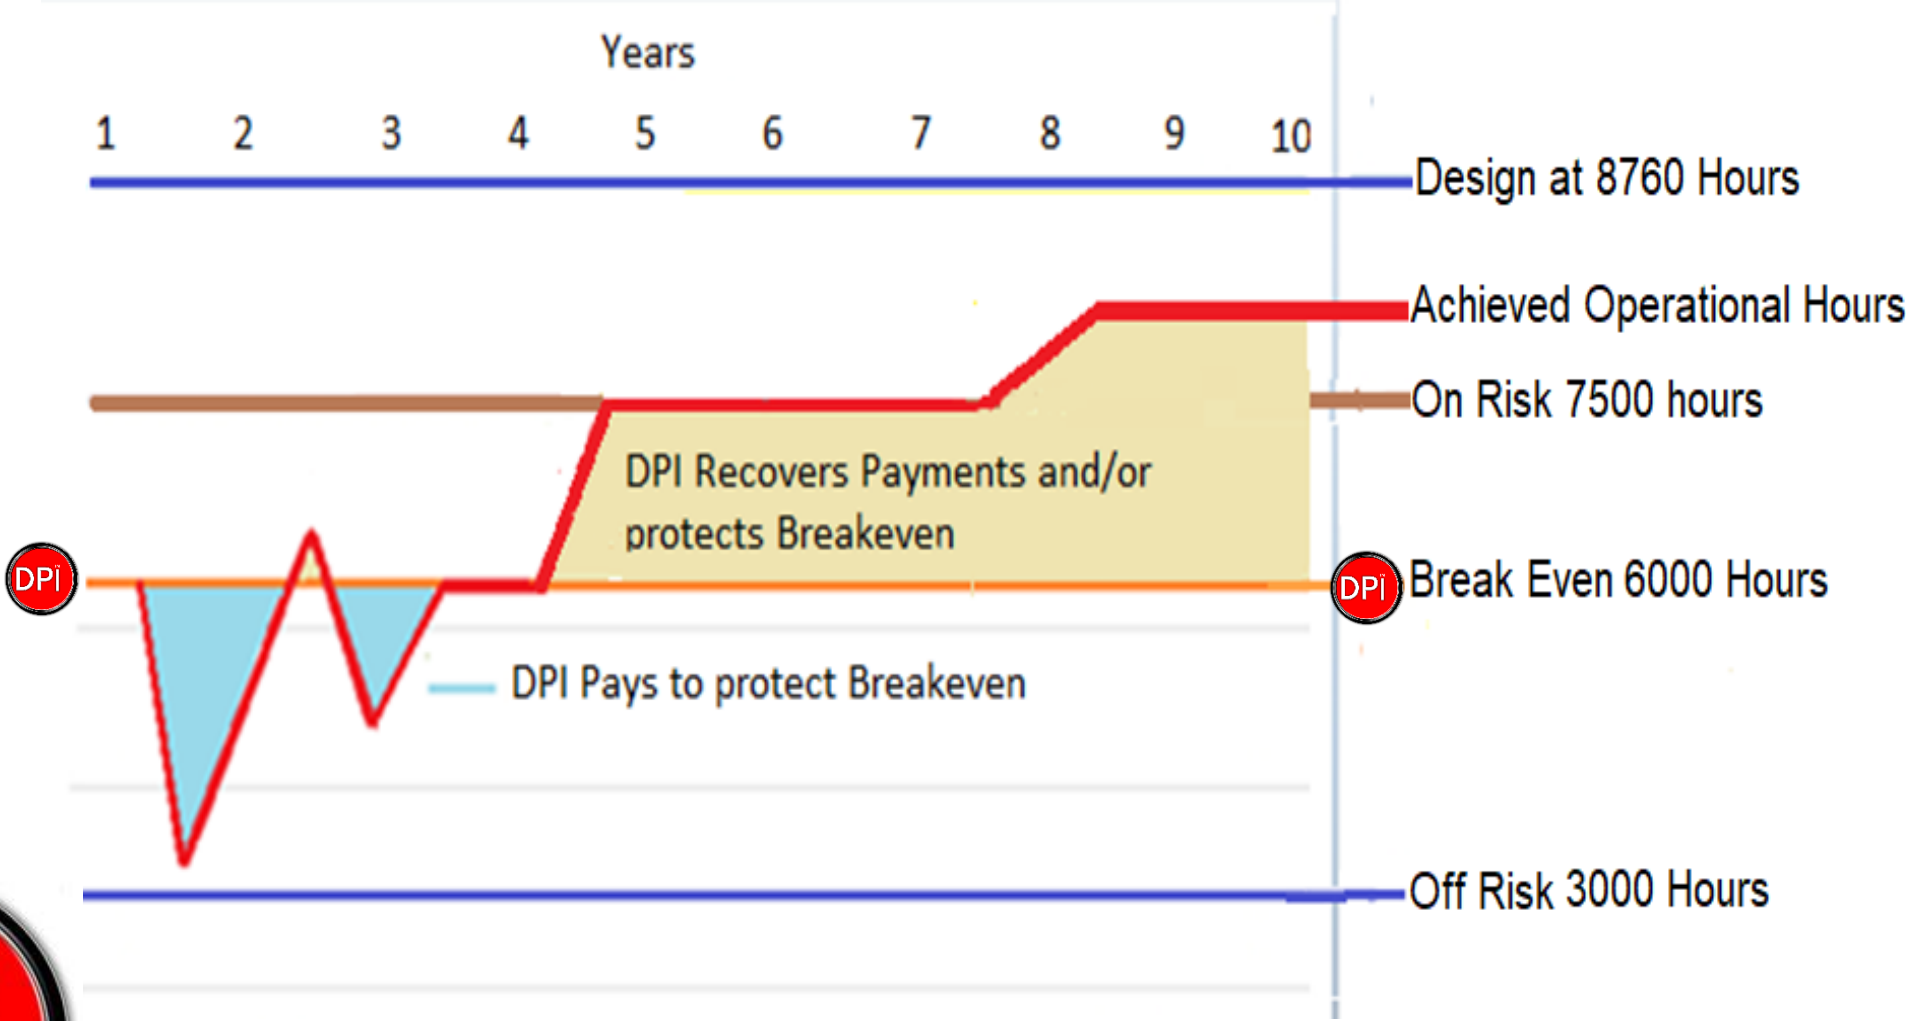 Years
1 2 3 4 5 6 7 8 9 10
Design at 8760 Hours
Achieved Operational Hours
On Risk 7500 hours
DPI Recovers Payments and/or
protects Breakeven
DPI
DPI
Break Even 6000 Hours
DPI Pays to protect Breakeven
Off Risk 3000 Hours